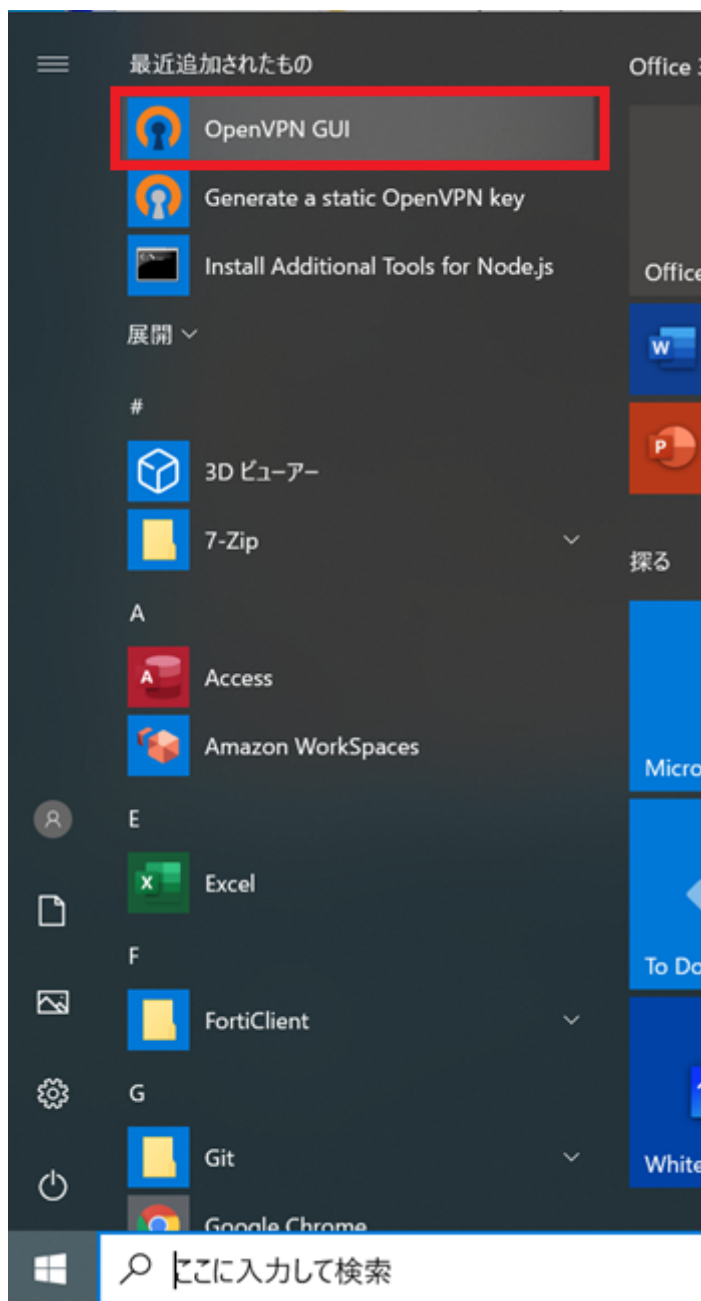 最近追加されたもの
OpenVPN GUI
Generate a static OpenVPN key
Install Additional Tools for Node.js
展開
#
3D ビューアー
7-Zip
A
Access
Amazon WorkSpaces
E
Excel
F
FortiClient
G
Git
Google Chrome
ここに入力して検索
Office
Office
W
P
探る
Micro
To Do
White